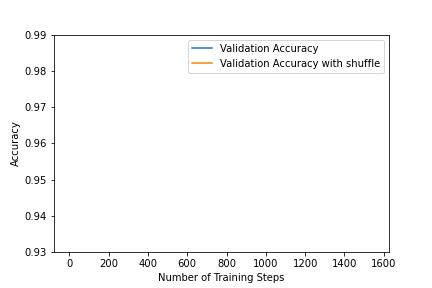 0.99
0.98
0.97
0.96
0.95
0.94
0.93
Accuracy
Validation Accuracy
Validation Accuracy with shuffle
0 200 400 600 800 1000 1200 1400 1600
Number of Training Steps